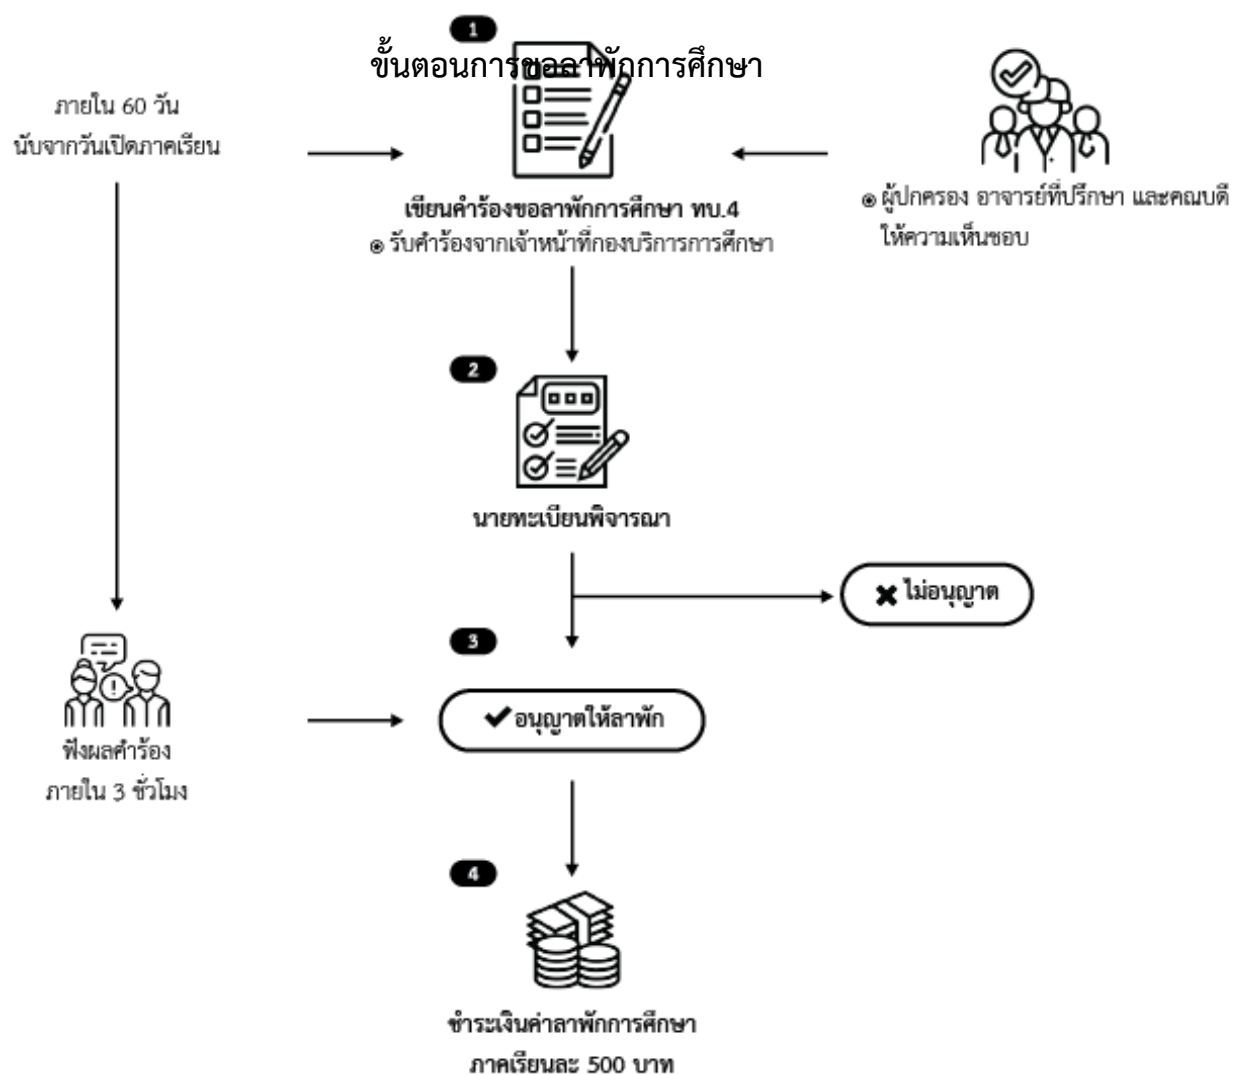 1
ขั้นตอนการขอลาพักการศึกษา
ภายใน 60 วัน
นับจากวันเปิดภาคเรียน
เขียนคำร้องขอลาพักการศึกษา ทบ.4
๏ รับคำร้องจากเจ้าหน้าที่กองบริการการศึกษา
๏ ผู้ปกครอง อาจารย์ที่ปรึกษา และคณบดี
ให้ความเห็นชอบ
2
นายทะเบียนพิจารณา
ไม่อนุญาต
3
อนุญาตให้ลาพัก
ฟังผลคำร้อง
ภายใน 3 ชั่วโมง
4
ชำระเงินค่าลาพักการศึกษา
ภาคเรียนละ 500 บาท